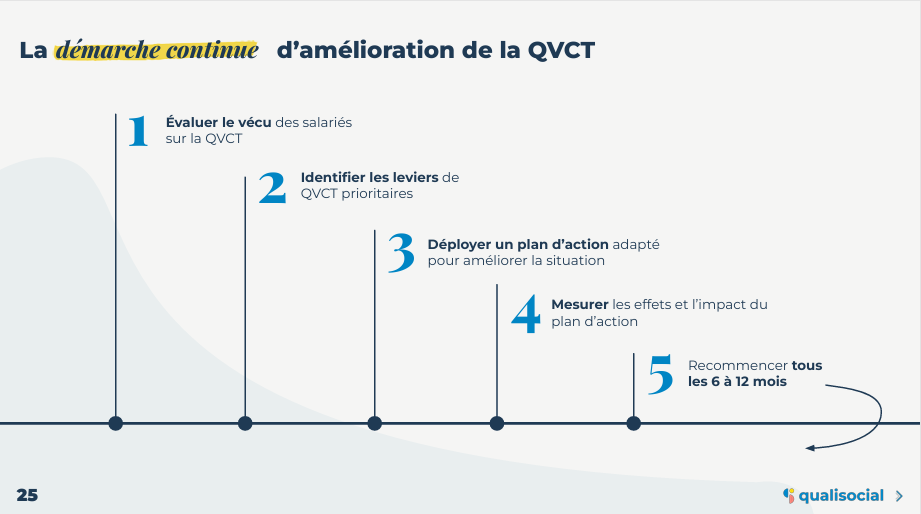 La démarche continue d’amélioration de la QVCT
1
Évaluer le vécu des salariés
sur la QVCT
2
Identifier les leviers de
QVCT prioritaires
3
Déployer un plan d’action adapté
pour améliorer la situation
4
Mesurer les effets et l’impact du
plan d’action
5
Recommencer tous
les 6 à 12 mois
25
qualisocial